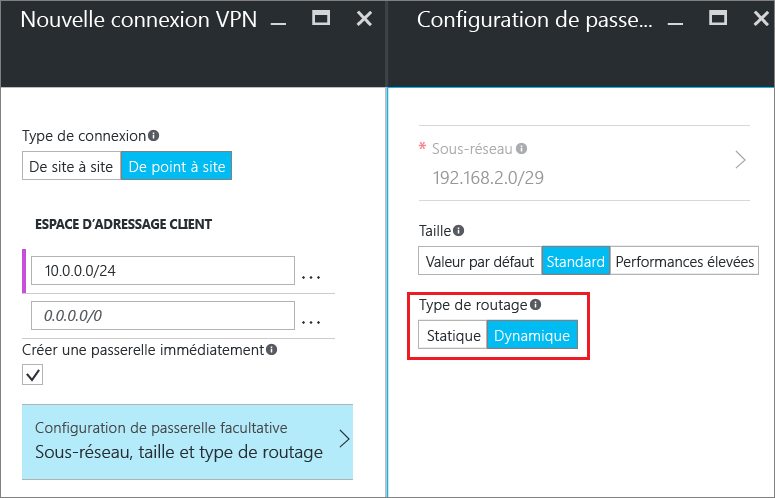 Nouvelle connexion VPN
Type de connexion
De site à site De point à site
ESPACE D'ADRESSAGE CLIENT
10.0.0.0/24 ...
0.0.0.0/0 ...
Créer une passerelle immédiatement
Configuration de passerelle facultative
Sous-réseau, taille et type de routage
Configuration de passe...
* Sous-réseau
192.168.2.0/29
Taille
Valeur par défaut Standard Performances élevées
Type de routage
Statique Dynamique